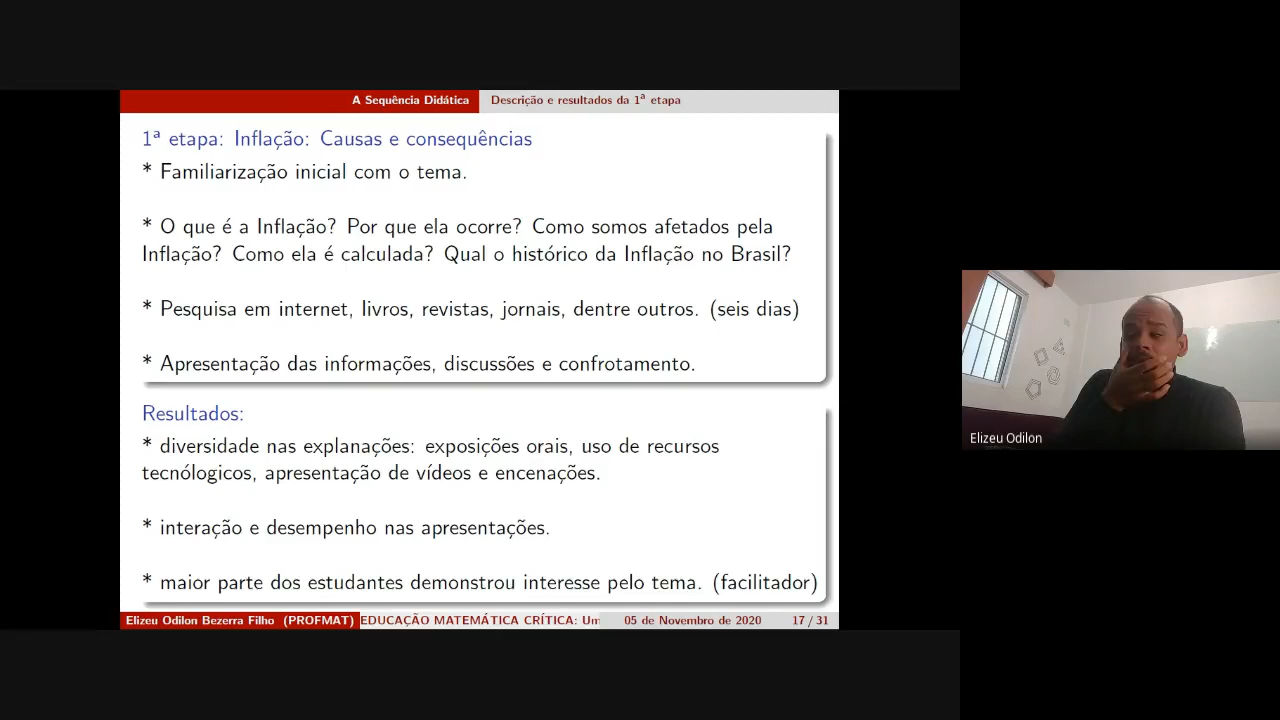 A Sequência Didática
Descrição e resultados da 1ª etapa
1ª etapa: Inflação: Causas e consequências
* Familiarização inicial com o tema.
* O que é a Inflação? Por que ela ocorre? Como somos afetados pela
Inflação? Como ela é calculada? Qual o histórico da Inflação no Brasil?
* Pesquisa em internet, livros, revistas, jornais, dentre outros. (seis dias)
* Apresentação das informações, discussões e confrotamento.
Resultados:
* diversidade nas explanações: exposições orais, uso de recursos
tecnólogicos, apresentação de vídeos e encenações.
* interação e desempenho nas apresentações.
* maior parte dos estudantes demonstrou interesse pelo tema. (facilitador)
Elizeu Odilon Bezerra Filho (PROFMAT)
EDUCAÇÃO MATEMÁTICA CRÍTICA: Um
05 de Novembro de 2020
17 / 31
Elizeu Odilon